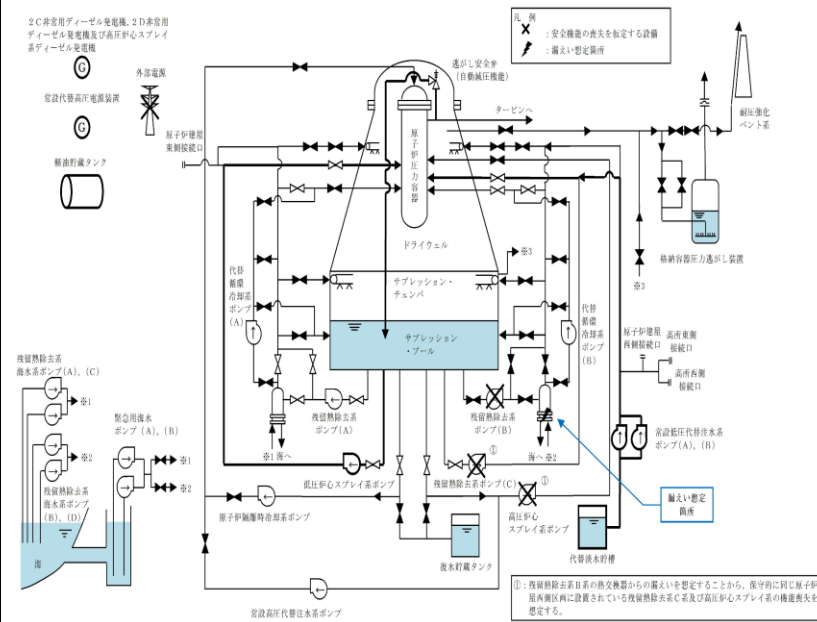 2C非常用ディーゼル発電機，2D非常用
ディーゼル発電機及び高圧炉心スプレイ
系ディーゼル発電機
G
外部電源
常設代替高圧電源装置
G
軽油貯蔵タンク
凡 例
X
：安全機能の喪失を仮定する設備
：漏えい想定箇所
逃がし安全弁
（自動減圧機能）
タービンへ
耐圧強化
ベント系
原子炉建屋
東側接続口
原子炉圧力容器
ドライウェル
※3
格納容器圧力逃がし装置
※3
サプレッション・
チェンバ
サプレッション
・プール
代替
循環
冷却系
ポンプ
(A)
代替
循環
冷却系
ポンプ
(B)
原子炉建屋
西側接続口
高所東側
接続口
高所西側
接続口
残留熱除去系
海水系ポンプ(A)，(C)
※1
※2
残留熱除去系
海水系ポンプ
(B)，(D)
海
緊急用海水
ポンプ(A)，(B)
※1
※2
残留熱除去系
ポンプ(A)
残留熱除去系
ポンプ(B)
※1 海へ
海へ ※2
常設低圧代替注水系
ポンプ(A)，(B)
低圧炉心スプレイ系ポンプ
①
残留熱除去系ポンプ(C)
①
高圧炉心
スプレイ系ポンプ
漏えい想定
箇所
原子炉隔離時冷却系ポンプ
復水貯蔵タンク
代替淡水貯槽
常設高圧代替注水系ポンプ
①：残留熱除去系B系の熱交換器からの漏えいを想定することから，保守的に同じ原子炉建
屋西側区画に設置されている残留熱除去系C系及び高圧炉心スプレイ系の機能喪失を
想定する。